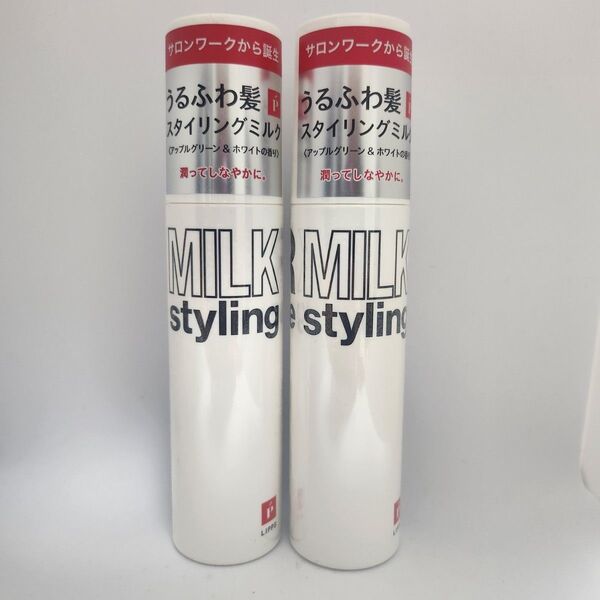 サロンワークから誕生
うるふわ髪
スタイリングミルク
〈アップルグリーン & ホワイトの香り〉
潤ってしなやかに。
MILK
styling
LIPPS
サロンワークから誕生
うるふわ髪
スタイリングミルク
〈アップルグリーン & ホワイトの香り〉
潤ってしなやかに。
R MILK
e styling
LIPP